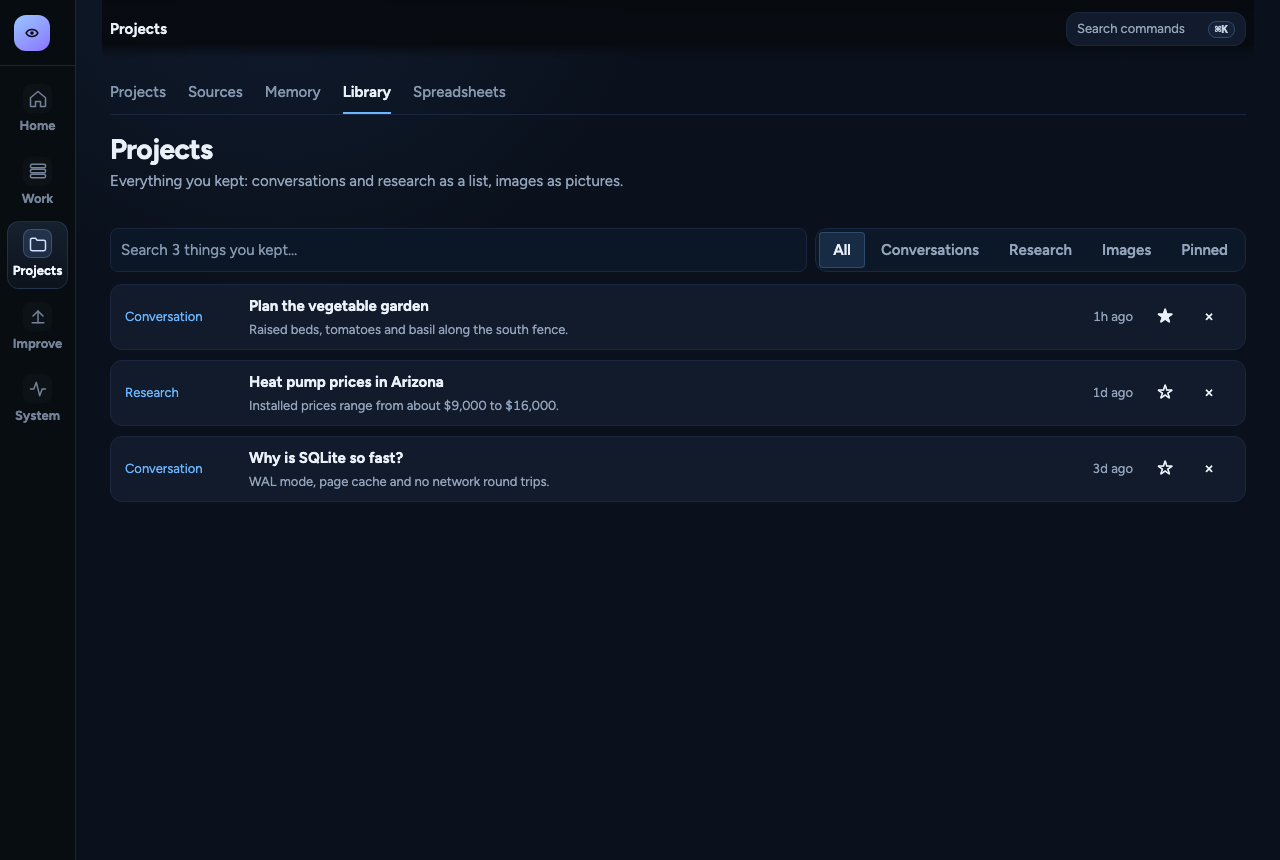 Projects
Search commands ⌘K
Home
Work
Projects
Improve
System
Projects Sources Memory Library Spreadsheets
Projects
Everything you kept: conversations and research as a list, images as pictures.
Search 3 things you kept...
All Conversations Research Images Pinned
Conversation
Plan the vegetable garden
Raised beds, tomatoes and basil along the south fence.
1h ago ★ ×
Research
Heat pump prices in Arizona
Installed prices range from about $9,000 to $16,000.
1d ago ☆ ×
Conversation
Why is SQLite so fast?
WAL mode, page cache and no network round trips.
3d ago ☆ ×